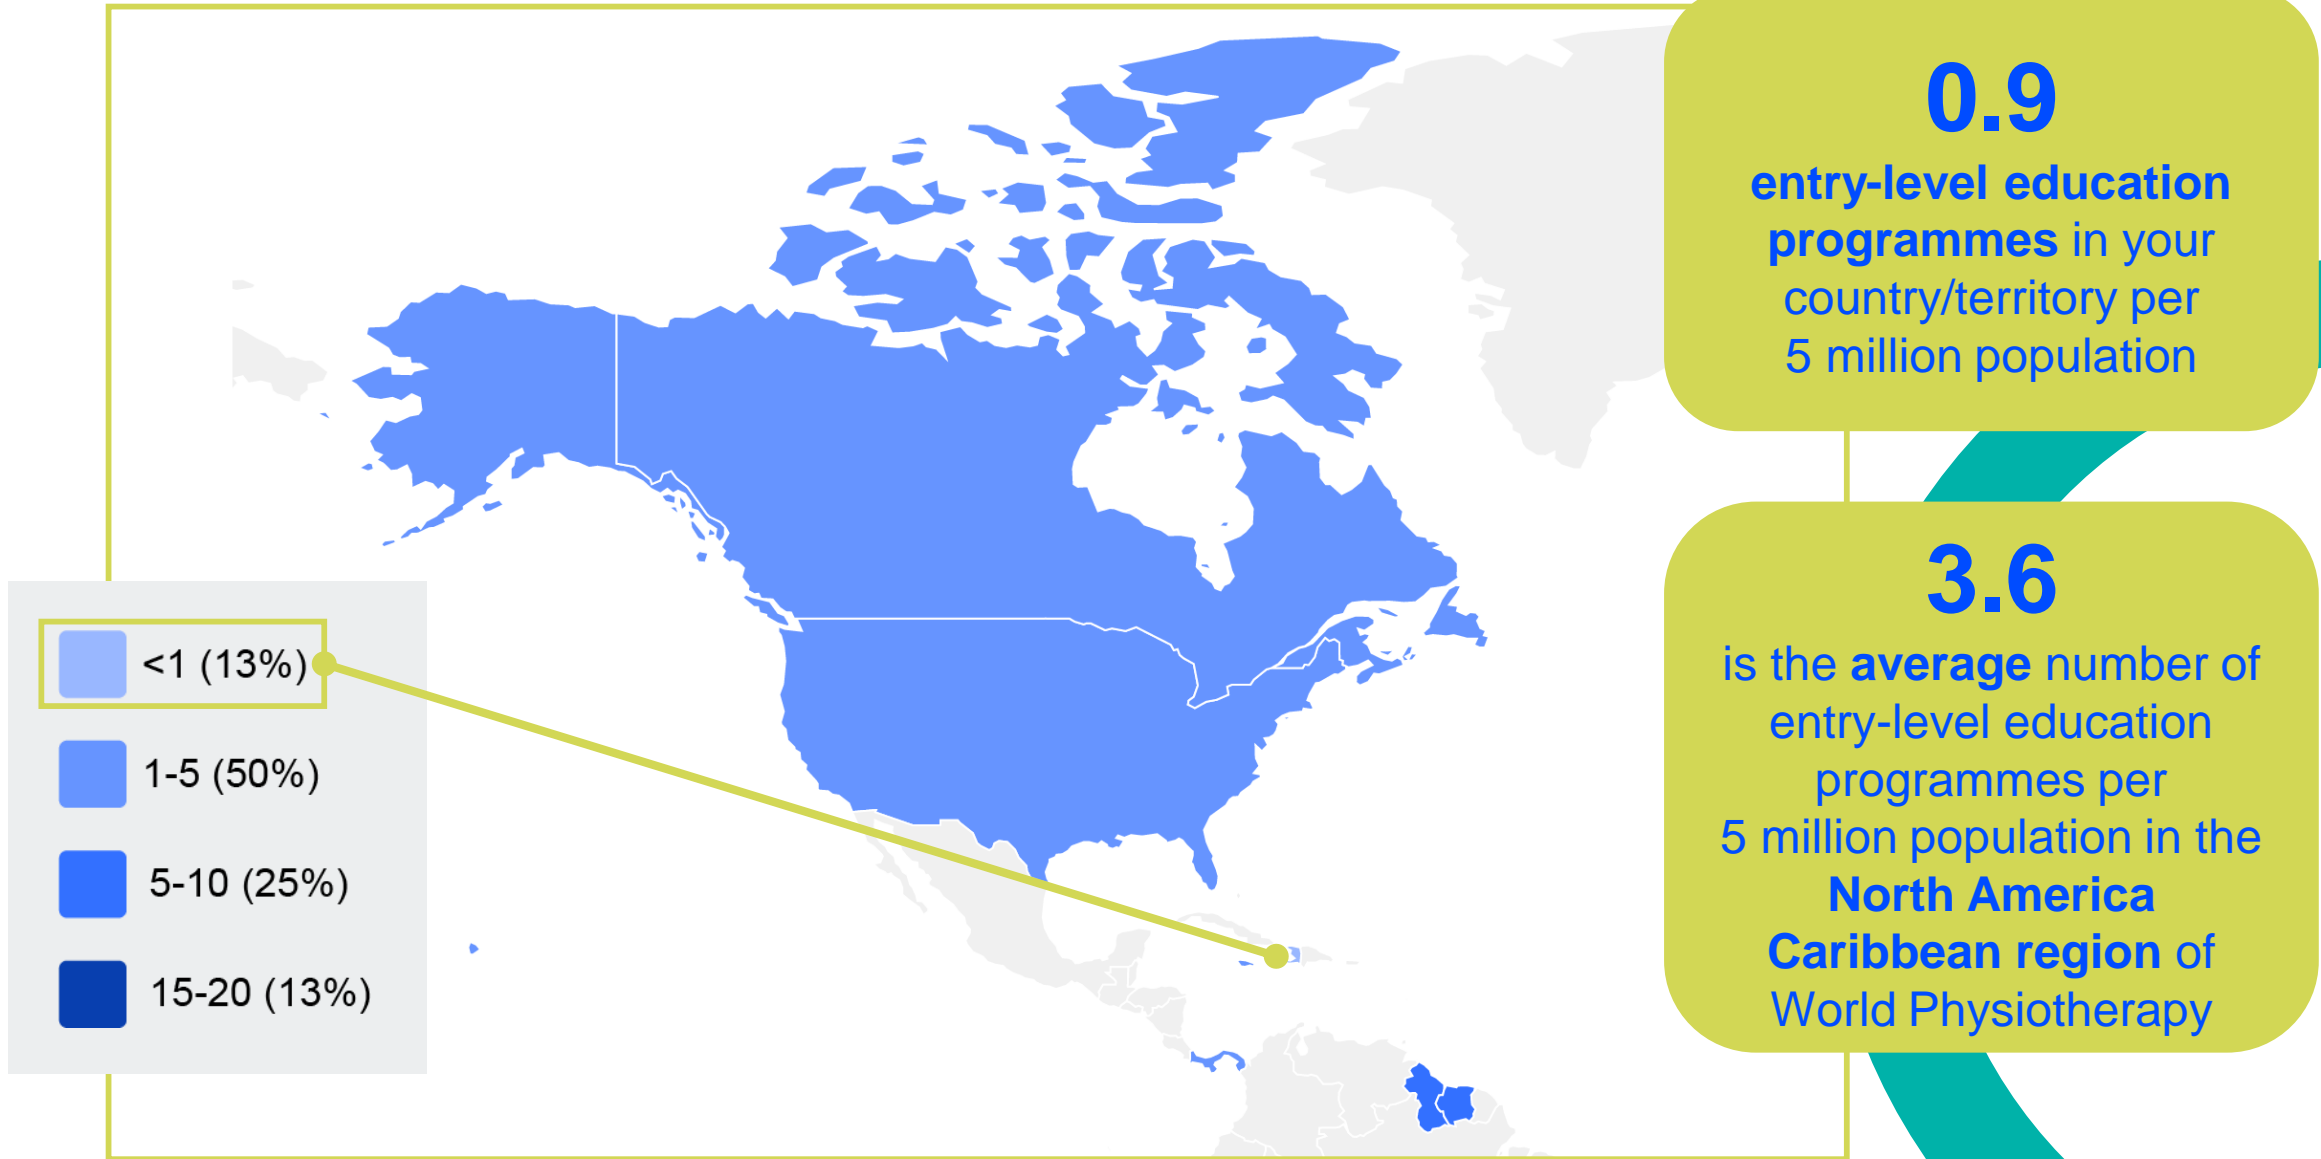 0.9
entry-level education
programmes in your
country/territory per
5 million population
<1 (13%)
1-5 (50%)
5-10 (25%)
15-20 (13%)
3.6
is the average number of
entry-level education
programmes per
5 million population in the
North America
Caribbean region of
World Physiotherapy